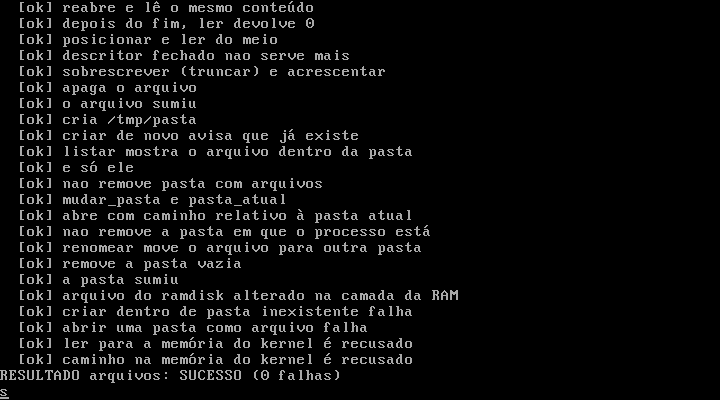 [ok] reabre e lê o mesmo conteúdo
[ok] depois do fim, ler devolve 0
[ok] posicionar e ler do meio
[ok] descritor fechado nao serve mais
[ok] sobrescrever (truncar) e acrescentar
[ok] apaga o arquivo
[ok] o arquivo sumiu
[ok] cria /tmp/pasta
[ok] criar de novo avisa que já existe
[ok] listar mostra o arquivo dentro da pasta
[ok] e só ele
[ok] nao remove pasta com arquivos
[ok] mudar_pasta e pasta_atual
[ok] abre com caminho relativo à pasta atual
[ok] nao remove a pasta em que o processo está
[ok] renomear move o arquivo para outra pasta
[ok] remove a pasta vazia
[ok] a pasta sumiu
[ok] arquivo do ramdisk alterado na camada da RAM
[ok] criar dentro de pasta inexistente falha
[ok] abrir uma pasta como arquivo falha
[ok] ler para a memória do kernel é recusado
[ok] caminho na memória do kernel é recusado
RESULTADO arquivos: SUCESSO (0 falhas)
s